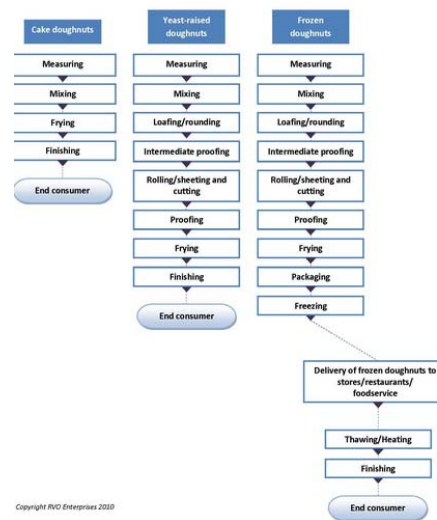 Cake doughnuts
Measuring
Mixing
Frying
Finishing
End consumer
Yeast-raised
doughnuts
Measuring
Mixing
Loafing/rounding
Intermediate proofing
Rolling/sheeting and
cutting
Proofing
Frying
Finishing
End consumer
Frozen
doughnuts
Measuring
Mixing
Loafing/rounding
Intermediate proofing
Rolling/sheeting and
cutting
Proofing
Frying
Packaging
Freezing
Delivery of frozen doughnuts to
stores/restaurants/
foodservice
Thawing/Heating
Finishing
End consumer
Copyright RVO Enterprises 2010